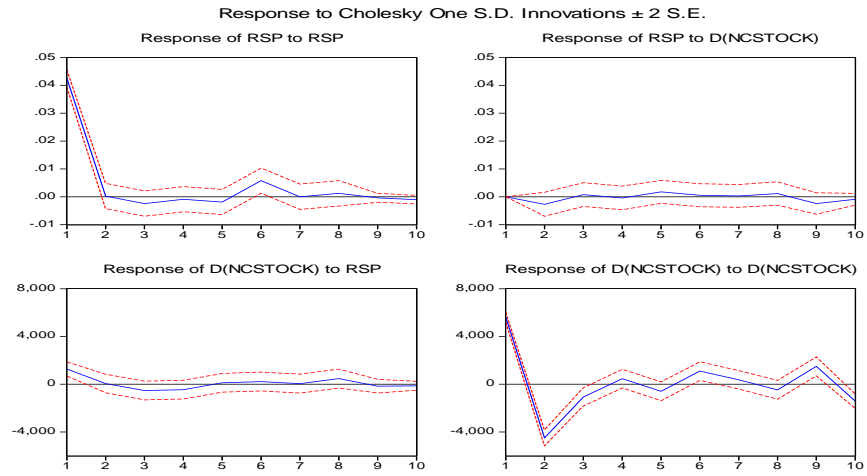 Response to Cholesky One S.D. Innovations ± 2 S.E.
Response of RSP to RSP
.05
.04
.03
.02
.01
.00
-.01
1 2 3 4 5 6 7 8 9 10
Response of RSP to D(NCSTOCK)
.05
.04
.03
.02
.01
.00
-.01
1 2 3 4 5 6 7 8 9 10
Response of D(NCSTOCK) to RSP
8,000
4,000
0
-4,000
1 2 3 4 5 6 7 8 9 10
Response of D(NCSTOCK) to D(NCSTOCK)
8,000
4,000
0
-4,000
1 2 3 4 5 6 7 8 9 10